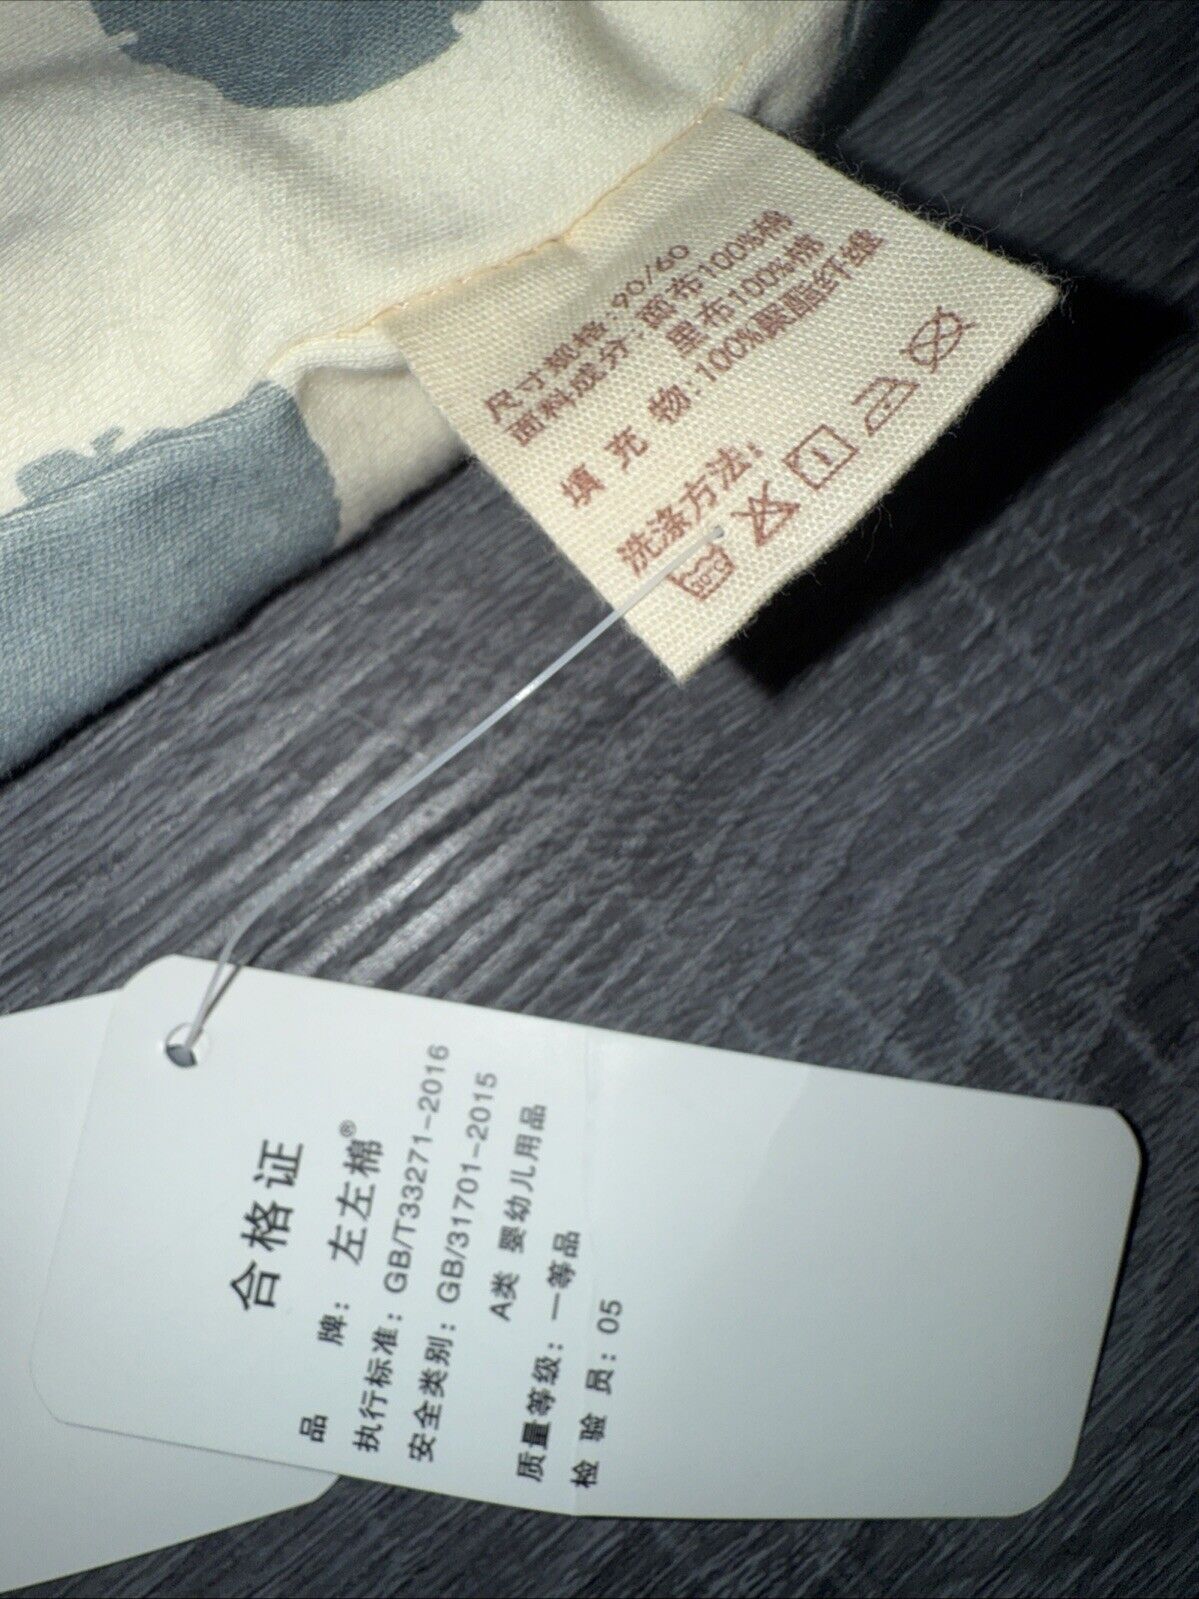 尺寸规格:90/60
面料成分:面布100%棉
里布100%棉
填 充 物:100%聚酯纤维
洗涤方法:
30℃
合格证
品 牌: 左左棉®
执行标准: GB/T33271-2016
安全类别: GB/31701-2015
A类 婴幼儿用品
质量等级: 一等品
检 验 员: 05